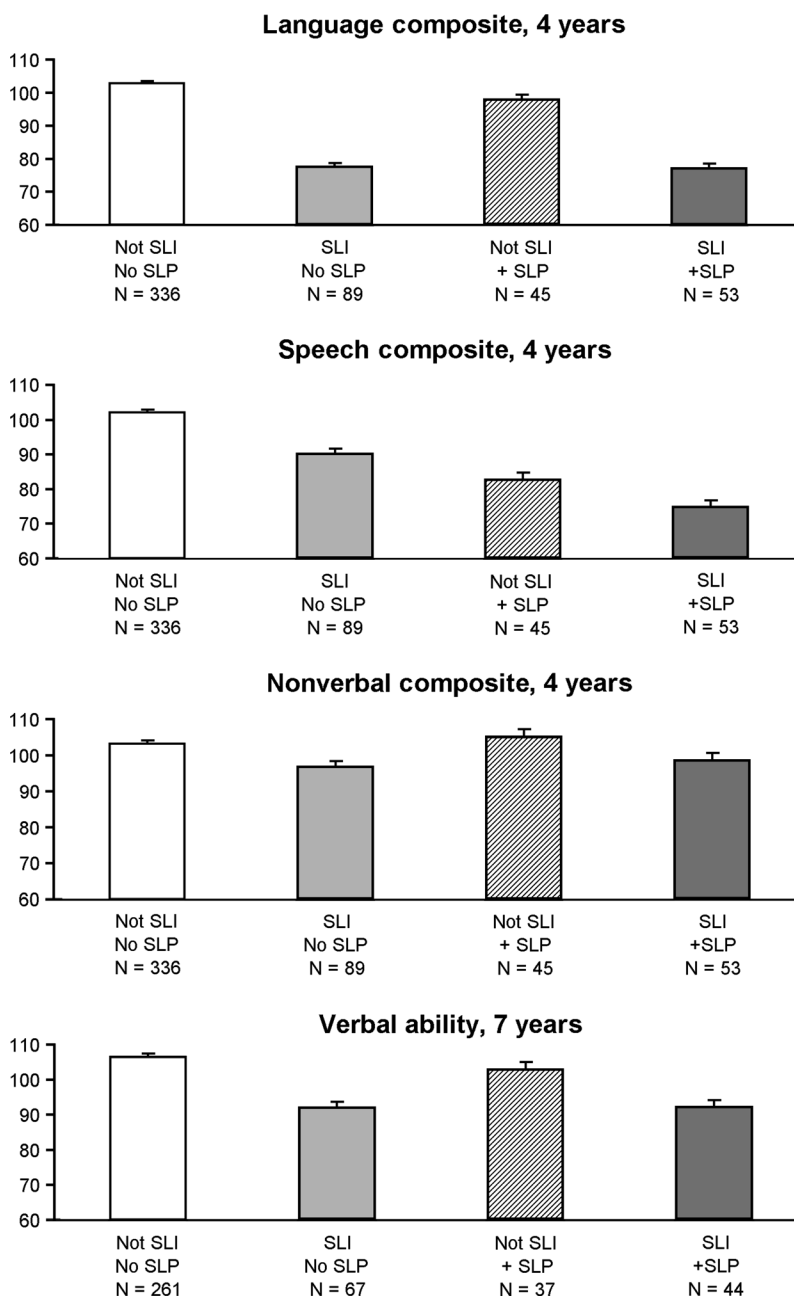 Language composite, 4 years
110
100
90
80
70
60
Not SLI SLI Not SLI SLI
No SLP No SLP + SLP +SLP
N = 336 N = 89 N = 45 N = 53
Speech composite, 4 years
110
100
90
80
70
60
Not SLI SLI Not SLI SLI
No SLP No SLP + SLP +SLP
N = 336 N = 89 N = 45 N = 53
Nonverbal composite, 4 years
110
100
90
80
70
60
Not SLI SLI Not SLI SLI
No SLP No SLP + SLP +SLP
N = 336 N = 89 N = 45 N = 53
Verbal ability, 7 years
110
100
90
80
70
60
Not SLI SLI Not SLI SLI
No SLP No SLP + SLP +SLP
N = 261 N = 67 N = 37 N = 44